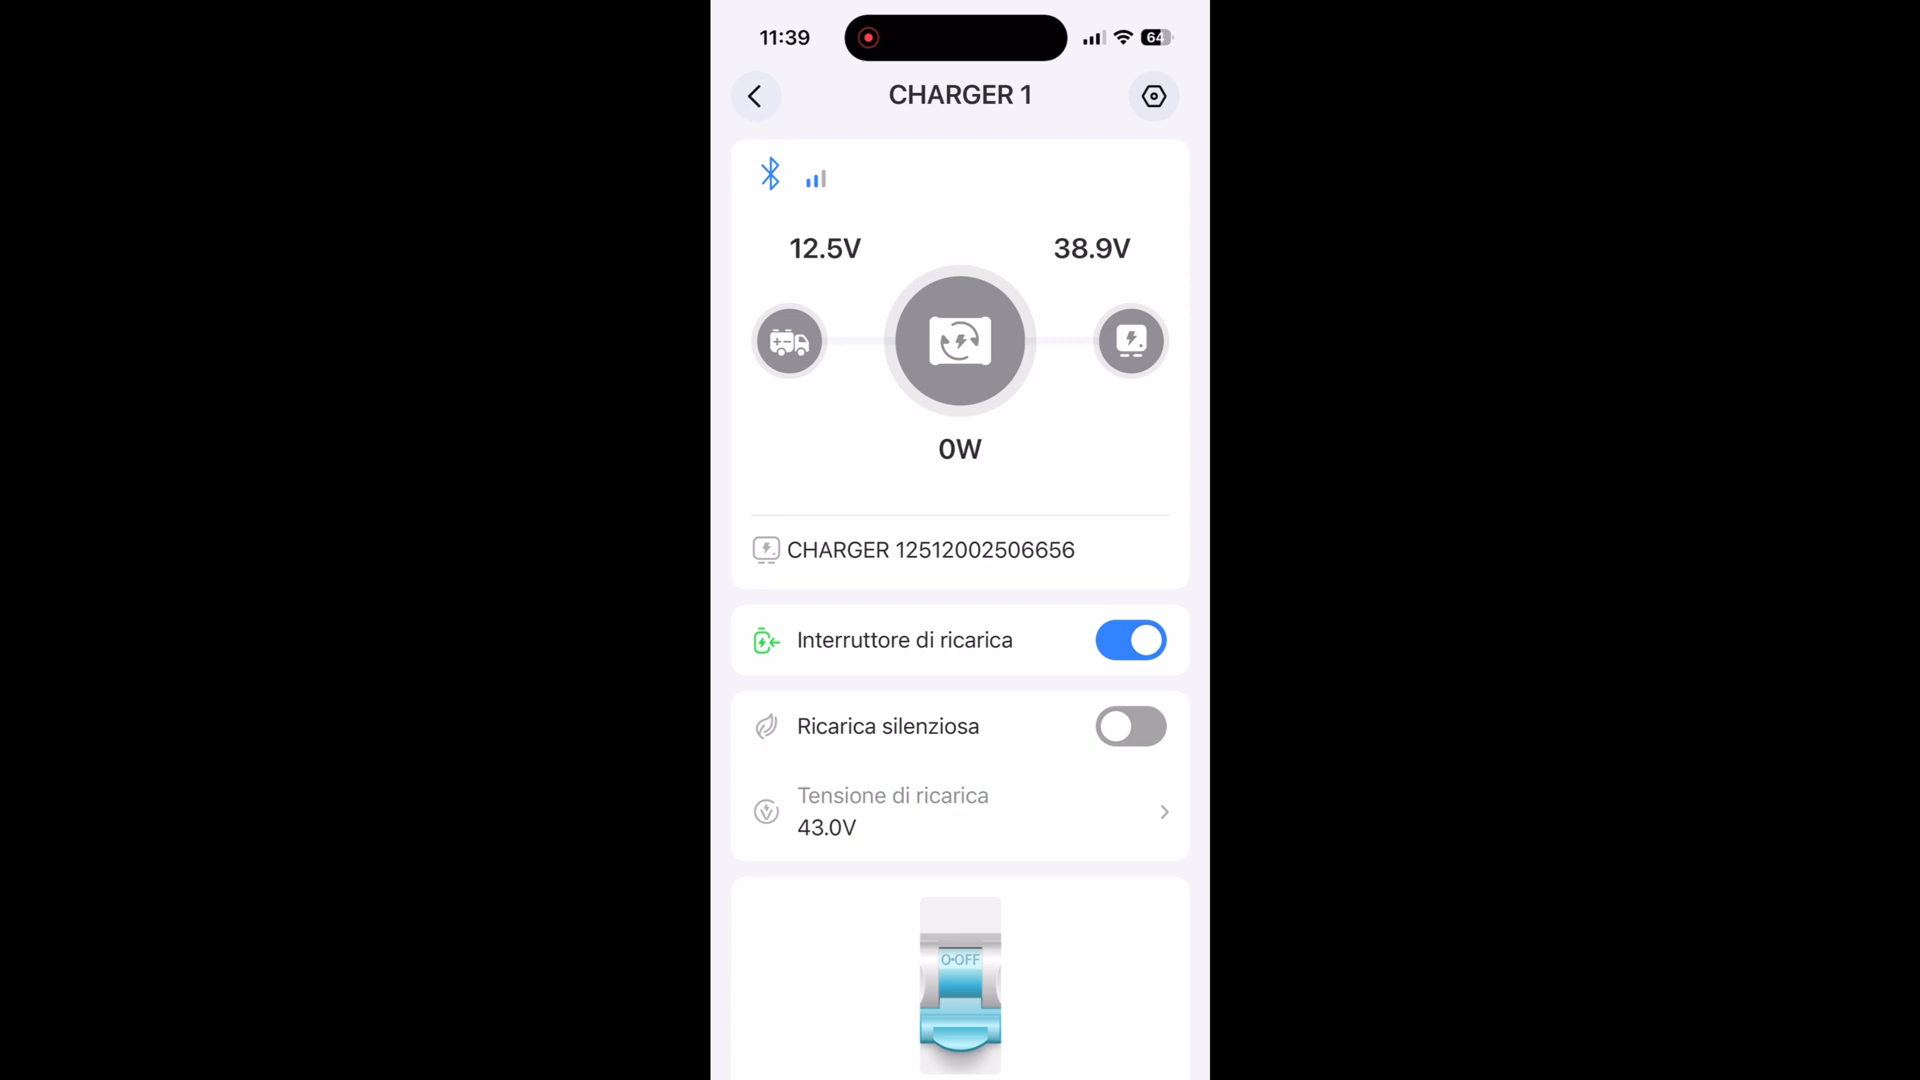 11:39
64
CHARGER 1
12.5V
38.9V
0W
CHARGER 12512002506656
Interruttore di ricarica
Ricarica silenziosa
Tensione di ricarica
43.0V
O•OFF